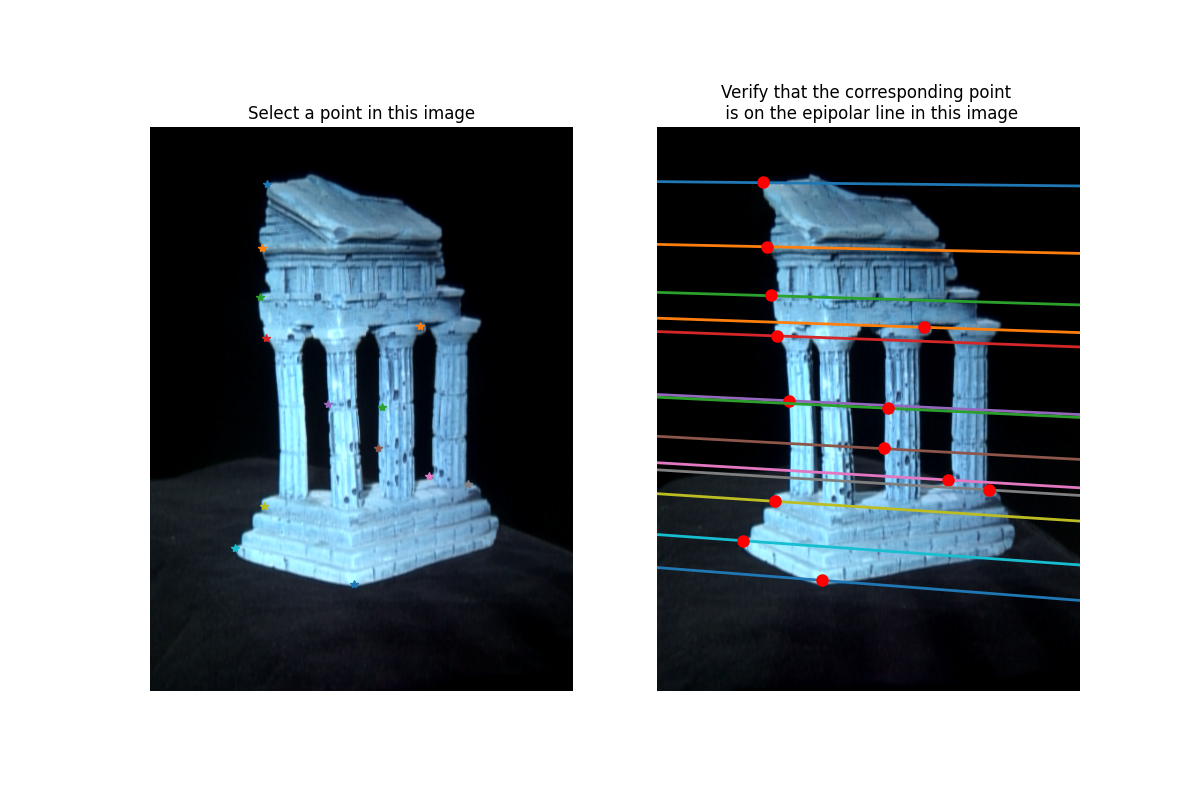 Select a point in this image
Verify that the corresponding point
is on the epipolar line in this image